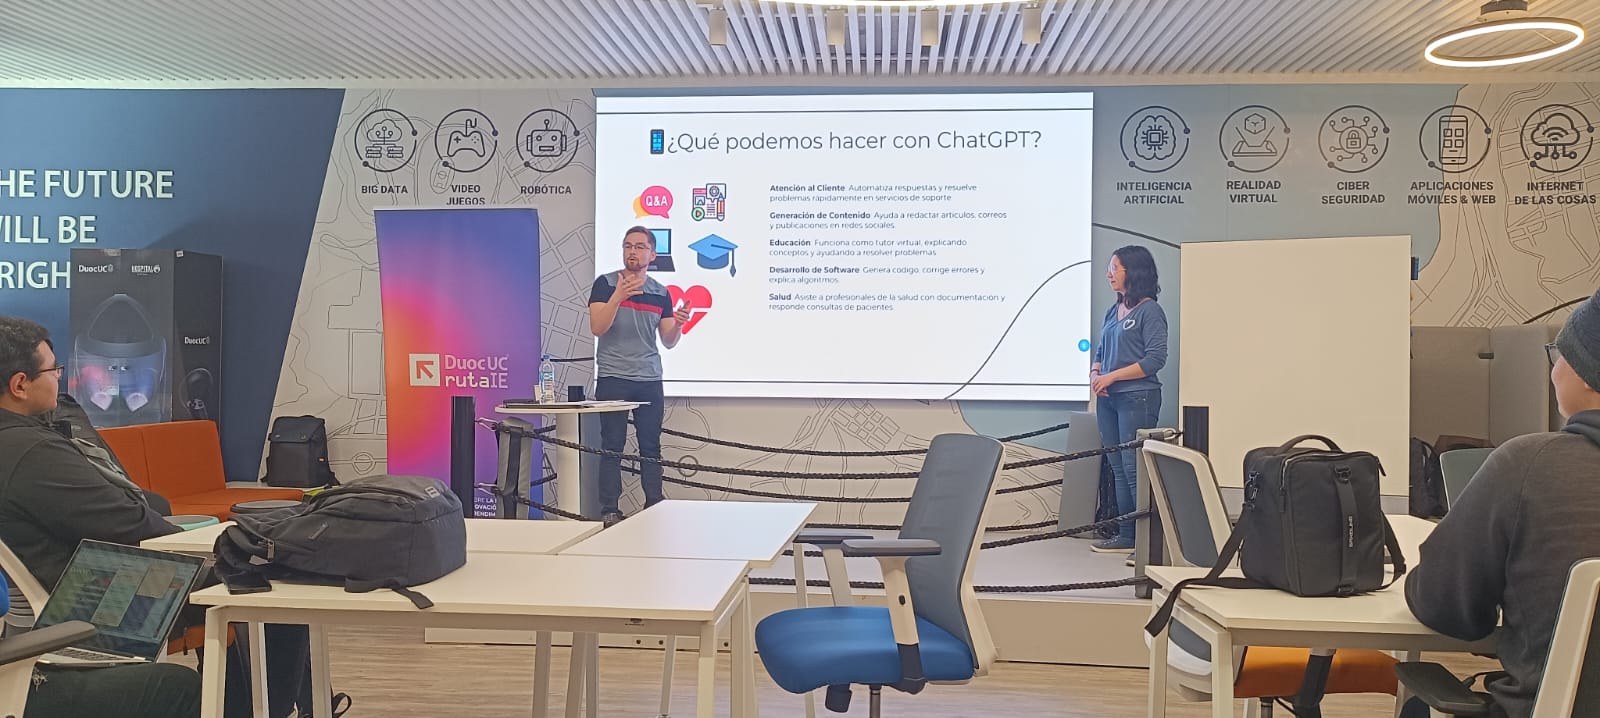 HE FUTURE
ILL BE
RIGH
DuocUC
HOSPITAL
DuocUC
BIG DATA
VIDEO
JUEGOS
ROBÓTICA
DuocUC
rutaIE
¿Qué podemos hacer con ChatGPT?
Q&A
Atención al Cliente Automatiza respuestas y resuelve
problemas rápidamente en servicios de soporte
Generación de Contenido Ayuda a redactar artículos, correos
y publicaciones en redes sociales.
Educación Funciona como tutor virtual, explicando
conceptos y ayudando a resolver problemas
Desarrollo de Software Genera código, corrige errores y
explica algoritmos.
Salud Asiste a profesionales de la salud con documentación y
responde consultas de pacientes
INTELIGENCIA
ARTIFICIAL
REALIDAD
VIRTUAL
CIBER
SEGURIDAD
APLICACIONES
MÓVILES & WEB
INTERNET
DE LAS COSAS